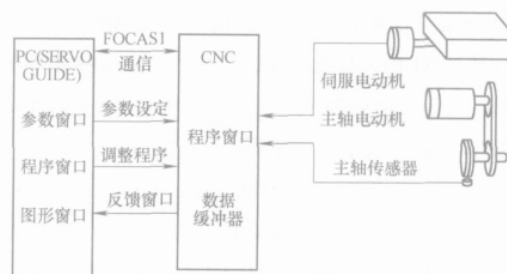 FOCAS1
PC(SERVO
GUIDE)
通信
CNC
伺服电动机
参数窗口
参数设定
主轴电动机
程序窗口
程序窗口
调整程序
主轴传感器
反馈窗口
图形窗口
数据
缓冲器